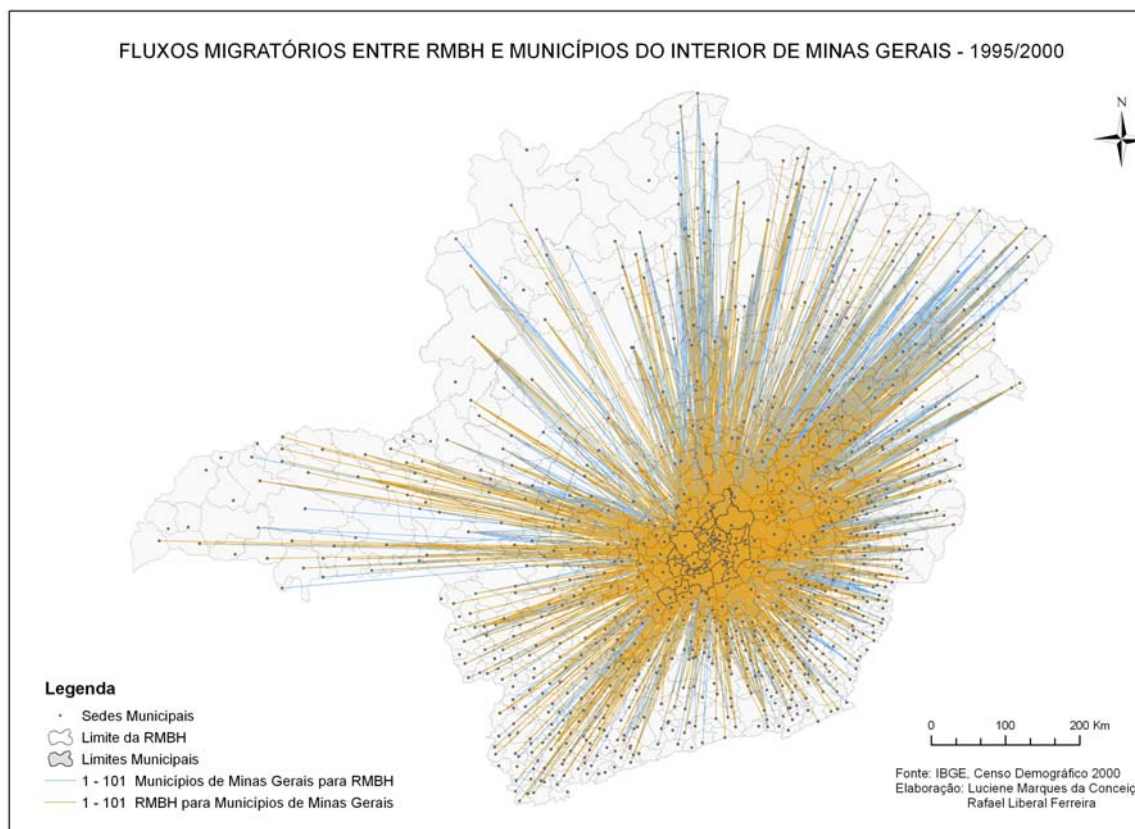 FLUXOS MIGRATÓRIOS ENTRE RMBH E MUNICÍPIOS DO INTERIOR DE MINAS GERAIS - 1995/2000
N
Legenda
Sedes Municipais
Limite da RMBH
Limites Municipais
1 - 101 Municípios de Minas Gerais para RMBH
1 - 101 RMBH para Municípios de Minas Gerais
0 100 200 Km
Fonte: IBGE, Censo Demográfico 2000
Elaboração: Luciene Marques da Conceiç
Rafael Liberal Ferreira